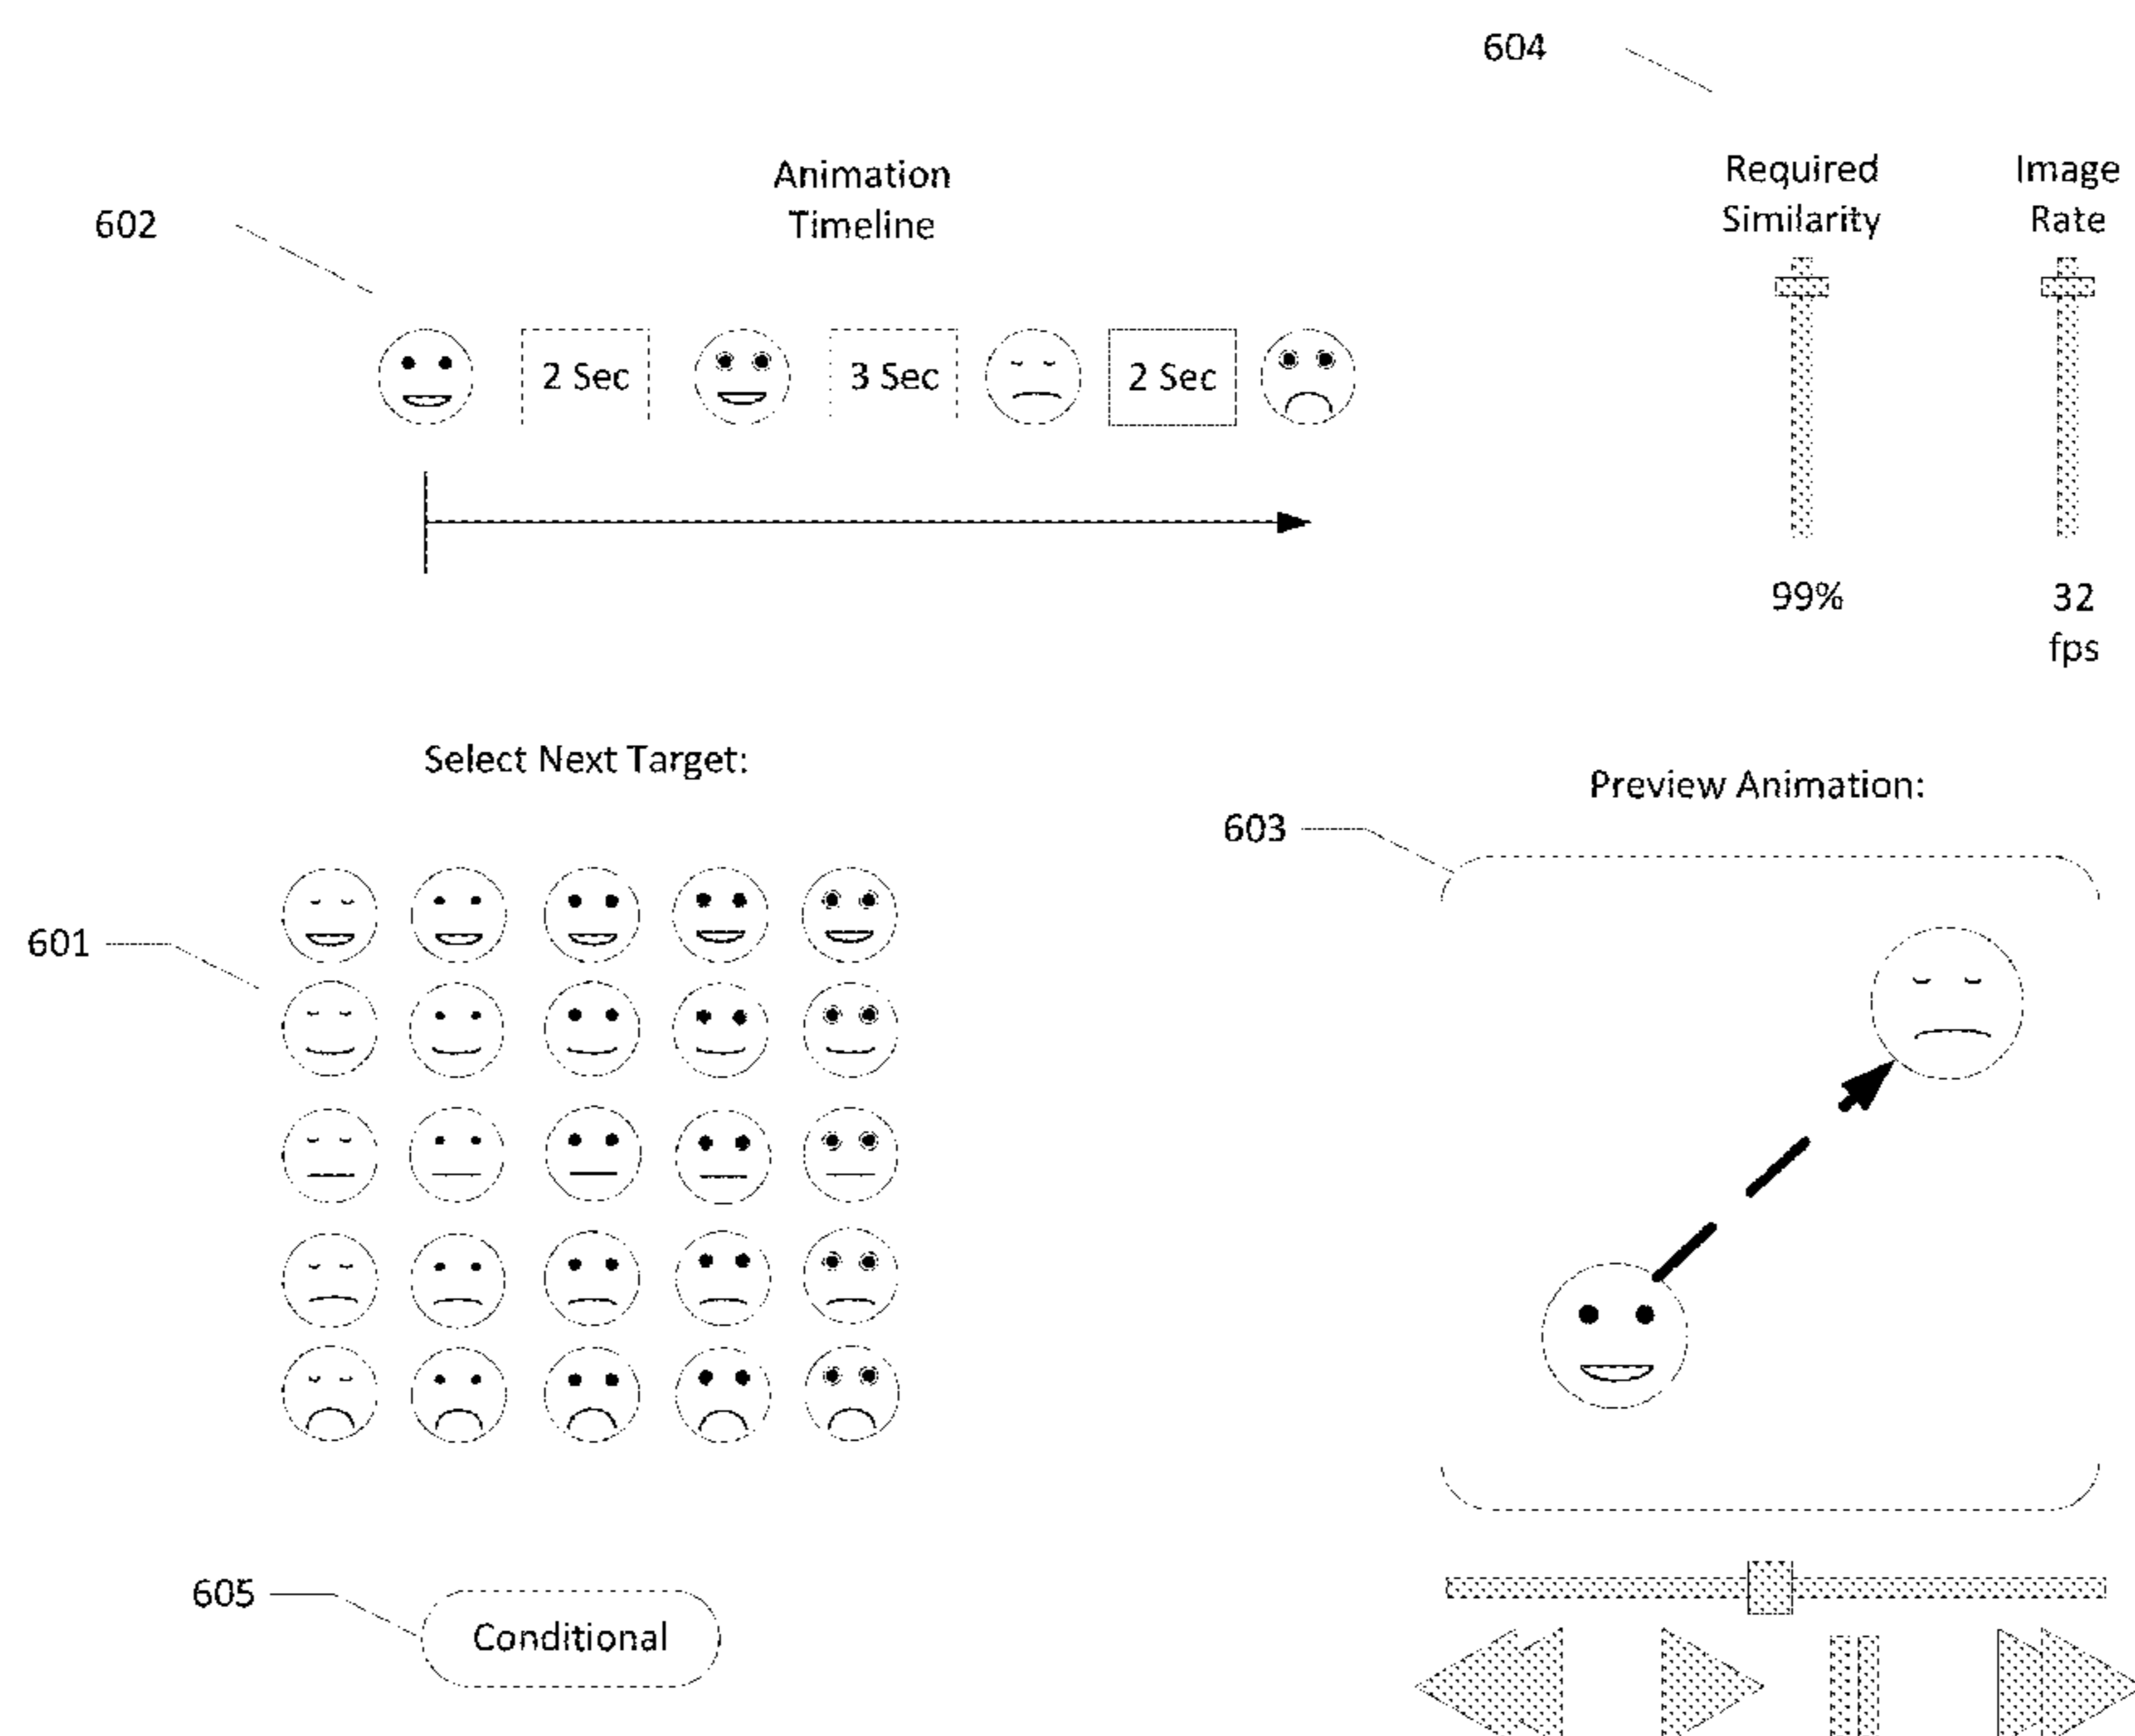 604
Required
Similarity
Image
Rate
Animation
Timeline
602
2 Sec
3 Sec
2 Sec
99%
32
fps
Select Next Target:
Preview Animation:
603
601
605
Conditional